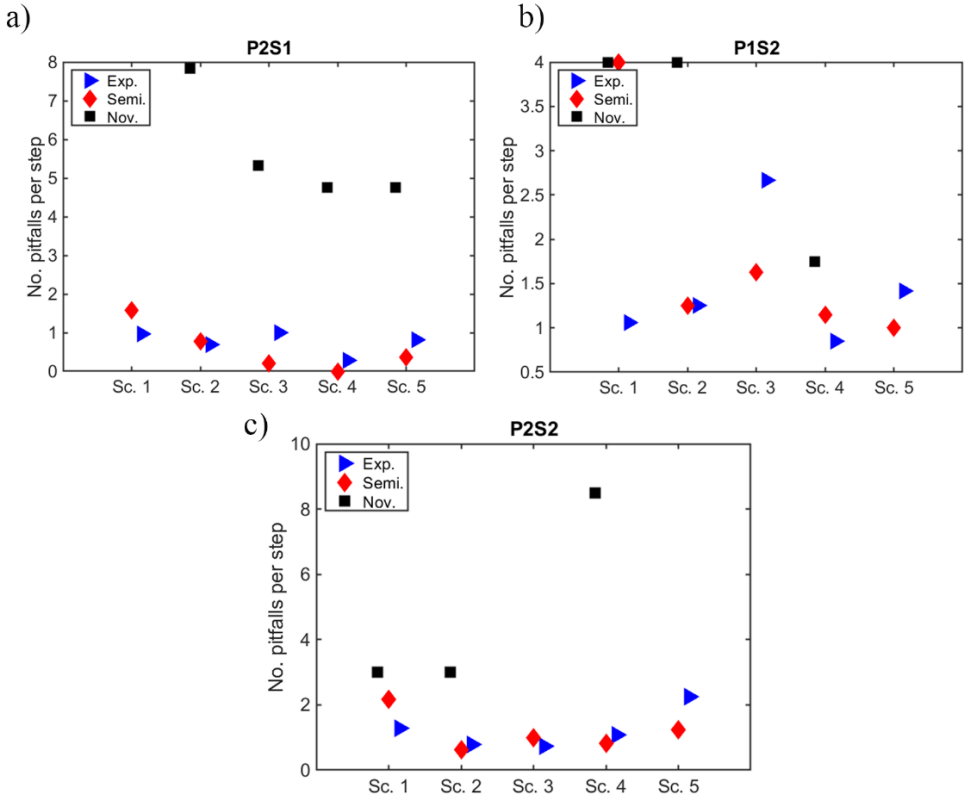 a)
P2S1
No. pitfalls per step
8
7
6
5
4
3
2
1
0
Exp.
Semi.
Nov.
Sc. 1 Sc. 2 Sc. 3 Sc. 4 Sc. 5
b)
P1S2
No. pitfalls per step
4
3.5
3
2.5
2
1.5
1
0.5
Exp.
Semi.
Nov.
Sc. 1 Sc. 2 Sc. 3 Sc. 4 Sc. 5
c)
P2S2
No. pitfalls per step
10
8
6
4
2
0
Exp.
Semi.
Nov.
Sc. 1 Sc. 2 Sc. 3 Sc. 4 Sc. 5